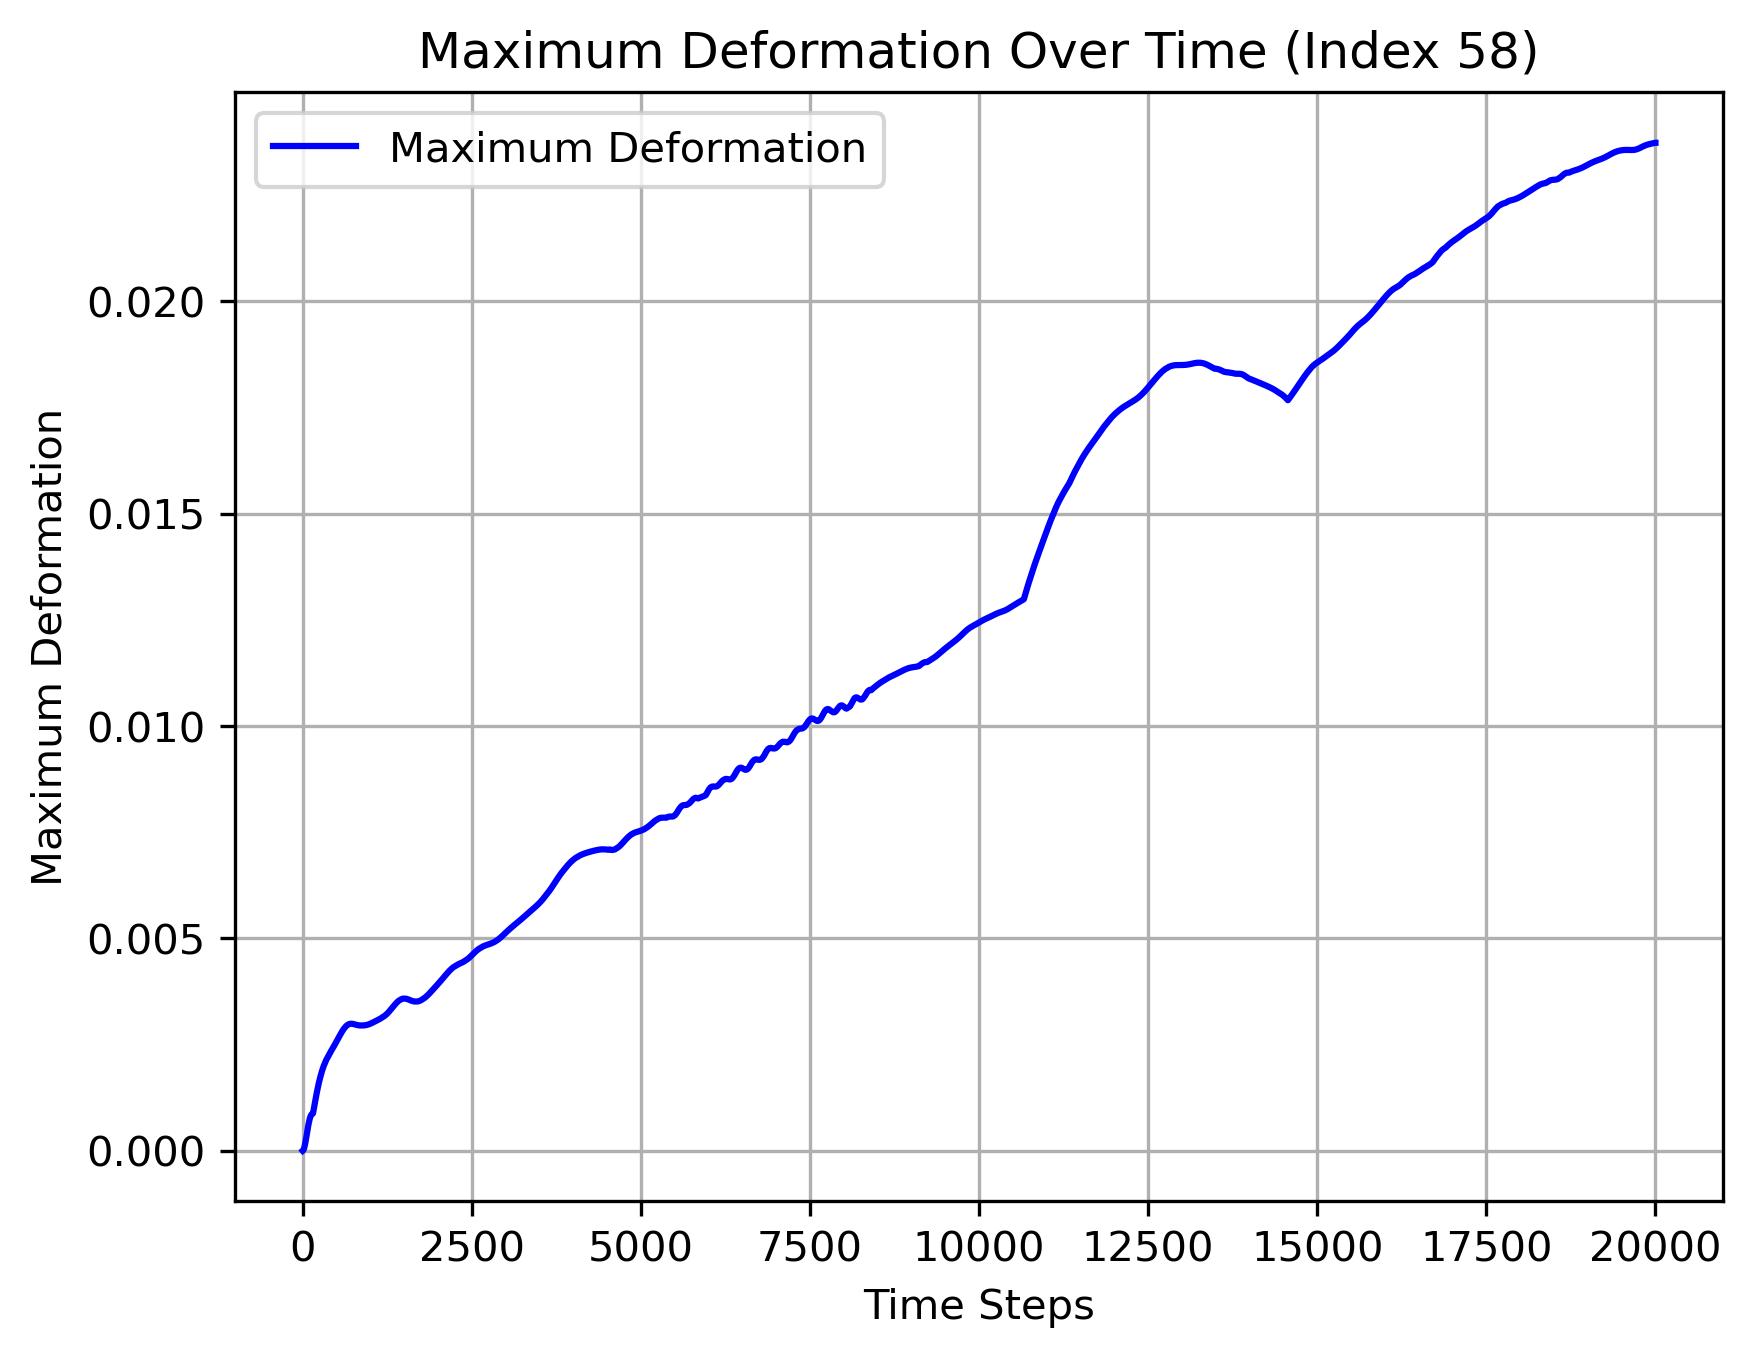 Maximum Deformation Over Time (Index 58)
Maximum Deformation
Maximum Deformation
0.020
0.015
0.010
0.005
0.000
0 2500 5000 7500 10000 12500 15000 17500 20000
Time Steps